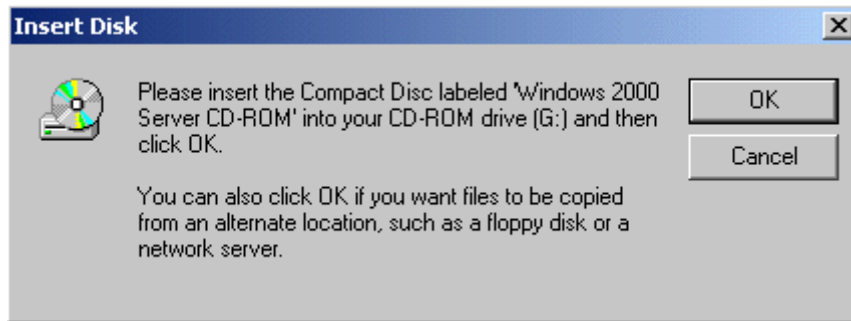 Insert Disk
Please insert the Compact Disc labeled 'Windows 2000
Server CD-ROM' into your CD-ROM drive (G:) and then
click OK.
You can also click OK if you want files to be copied
from an alternate location, such as a floppy disk or a
network server.
OK
Cancel